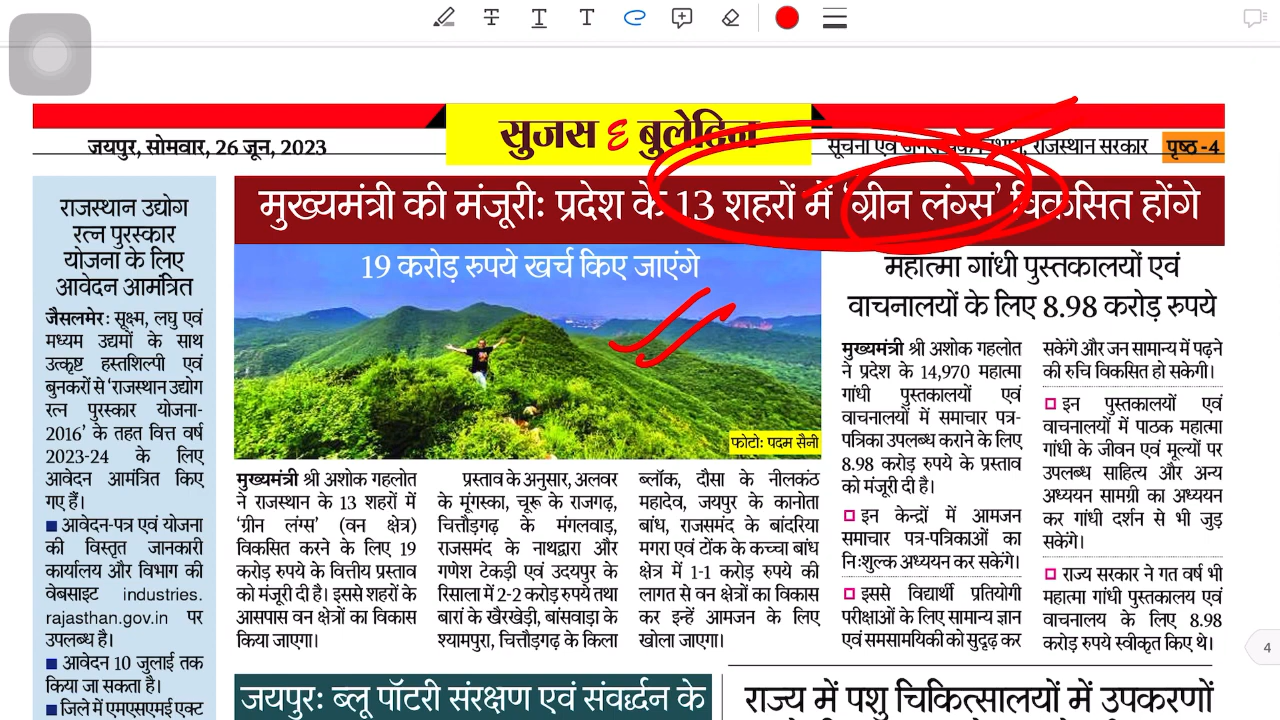 जयपुर, सोमवार, 26 जून, 2023
सुजस E बुलेटिन
सूचना एवं जनसम्पर्क विभाग, राजस्थान सरकार
पृष्ठ -4
राजस्थान उद्योग
रत्न पुरस्कार
योजना के लिए
आवेदन आमंत्रित
जैसलमेर: सूक्ष्म, लघु एवं
मध्यम उद्यमों के साथ
उत्कृष्ट हस्तशिल्पी एवं
बुनकरों से ‘राजस्थान उद्योग
रत्न पुरस्कार योजना-
2016’ के तहत वित्त वर्ष
2023-24 के लिए
आवेदन आमंत्रित किए
गए हैं।
■ आवेदन-पत्र एवं योजना
की विस्तृत जानकारी
कार्यालय और विभाग की
वेबसाइट industries.
rajasthan.gov.in पर
उपलब्ध है।
■ आवेदन 10 जुलाई तक
किया जा सकता है।
■ जिले में एमएसएमई एक्ट
मुख्यमंत्री की मंजूरी: प्रदेश के 13 शहरों में ‘ग्रीन लंग्स’ विकसित होंगे
19 करोड़ रुपये खर्च किए जाएंगे
फोटो: पदम सैनी
मुख्यमंत्री श्री अशोक गहलोत
ने राजस्थान के 13 शहरों में
‘ग्रीन लंग्स’ (वन क्षेत्र)
विकसित करने के लिए 19
करोड़ रुपये के वित्तीय प्रस्ताव
को मंजूरी दी है। इससे शहरों के
आसपास वन क्षेत्रों का विकास
किया जाएगा।
प्रस्ताव के अनुसार, अलवर
के मूंगस्का, चूरू के राजगढ़,
चित्तौड़गढ़ के मंगलवाड़,
राजसमंद के नाथद्वारा और
गणेश टेकड़ी एवं उदयपुर के
रिसाला में 2-2 करोड़ रुपये तथा
बारां के खैरखेड़ी, बांसवाड़ा के
श्यामपुरा, चित्तौड़गढ़ के किला
ब्लॉक, दौसा के नीलकंठ
महादेव, जयपुर के कानोता
बांध, राजसमंद के बांदरिया
मगरा एवं टोंक के कच्चा बांध
क्षेत्र में 1-1 करोड़ रुपये की
लागत से वन क्षेत्रों का विकास
कर इन्हें आमजन के लिए
खोला जाएगा।
महात्मा गांधी पुस्तकालयों एवं
वाचनालयों के लिए 8.98 करोड़ रुपये
मुख्यमंत्री श्री अशोक गहलोत
ने प्रदेश के 14,970 महात्मा
गांधी पुस्तकालयों एवं
वाचनालयों में समाचार पत्र-
पत्रिका उपलब्ध कराने के लिए
8.98 करोड़ रुपये के प्रस्ताव
को मंजूरी दी है।
□ इन केन्द्रों में आमजन
समाचार पत्र-पत्रिकाओं का
निःशुल्क अध्ययन कर सकेंगे।
□ इससे विद्यार्थी प्रतियोगी
परीक्षाओं के लिए सामान्य ज्ञान
एवं समसामयिकी को सुदृढ़ कर
सकेंगे और जन सामान्य में पढ़ने
की रुचि विकसित हो सकेगी।
□ इन पुस्तकालयों एवं
वाचनालयों में पाठक महात्मा
गांधी के जीवन एवं मूल्यों पर
उपलब्ध साहित्य और अन्य
अध्ययन सामग्री का अध्ययन
कर गांधी दर्शन से भी जुड़
सकेंगे।
□ राज्य सरकार ने गत वर्ष भी
महात्मा गांधी पुस्तकालय एवं
वाचनालय के लिए 8.98
करोड़ रुपये स्वीकृत किए थे।
4
जयपुर: ब्लू पॉटरी संरक्षण एवं संवर्द्धन के
राज्य में पशु चिकित्सालयों में उपकरणों